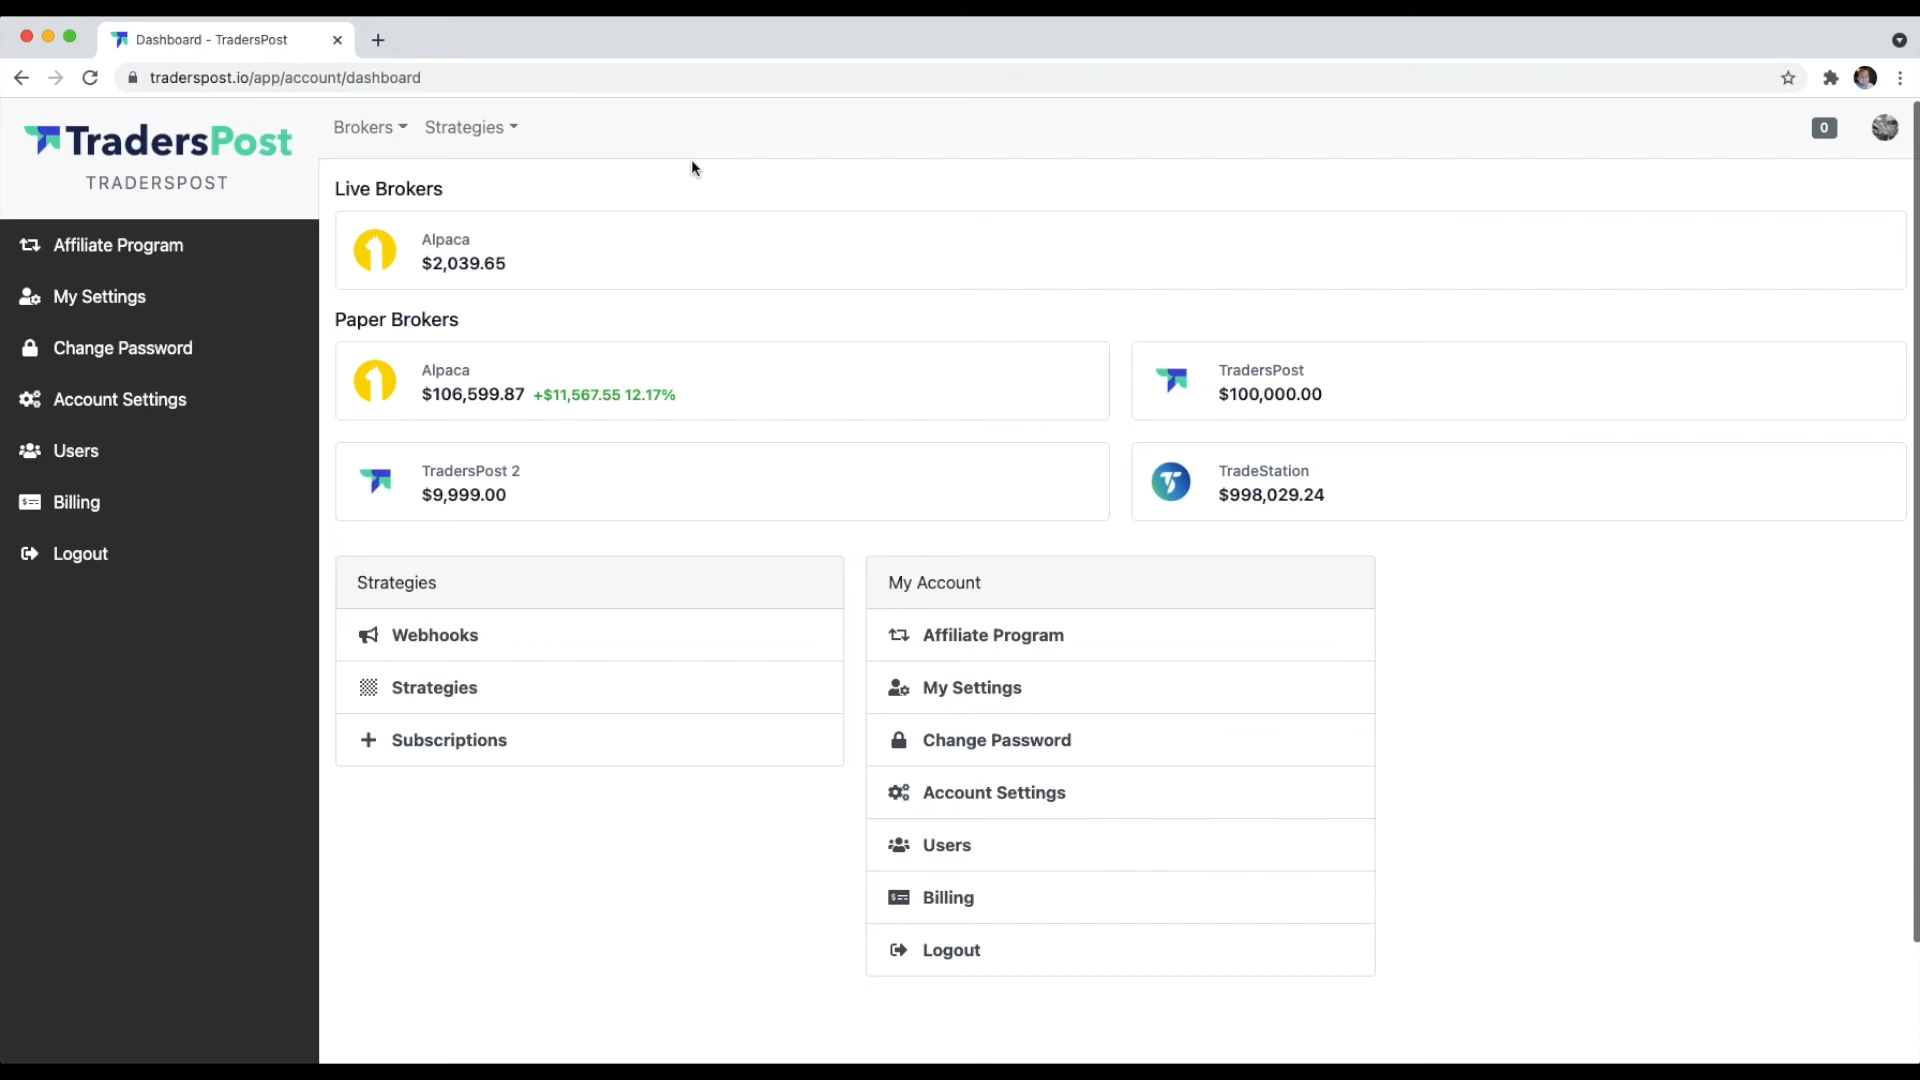 Dashboard - TradersPost
traderspost.io/app/account/dashboard
TradersPost
TRADERSPOST
Brokers
Strategies
0
Affiliate Program
My Settings
Change Password
Account Settings
Users
Billing
Logout
Live Brokers
Alpaca
$2,039.65
Paper Brokers
Alpaca
$106,599.87 +$11,567.55 12.17%
TradersPost
$100,000.00
TradersPost 2
$9,999.00
TradeStation
$998,029.24
Strategies
Webhooks
Strategies
Subscriptions
My Account
Affiliate Program
My Settings
Change Password
Account Settings
Users
Billing
Logout